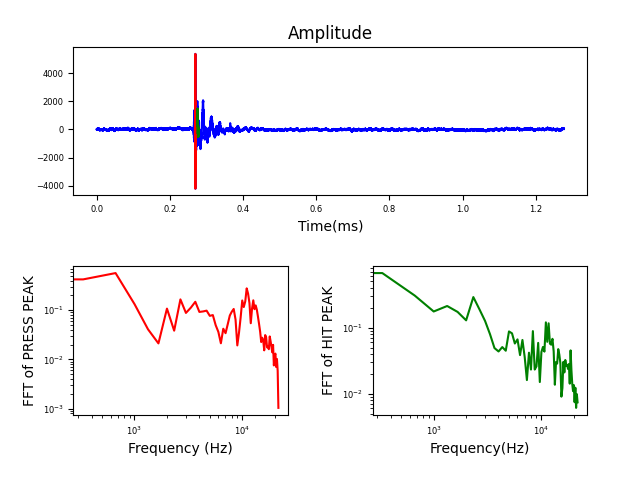 Amplitude
4000
2000
0
−2000
−4000
0.0 0.2 0.4 0.6 0.8 1.0 1.2
Time(ms)
FFT of PRESS PEAK
10⁻¹
10⁻²
10⁻³
10³ 10⁴
Frequency (Hz)
FFT of HIT PEAK
10⁻¹
10⁻²
10³ 10⁴
Frequency(Hz)